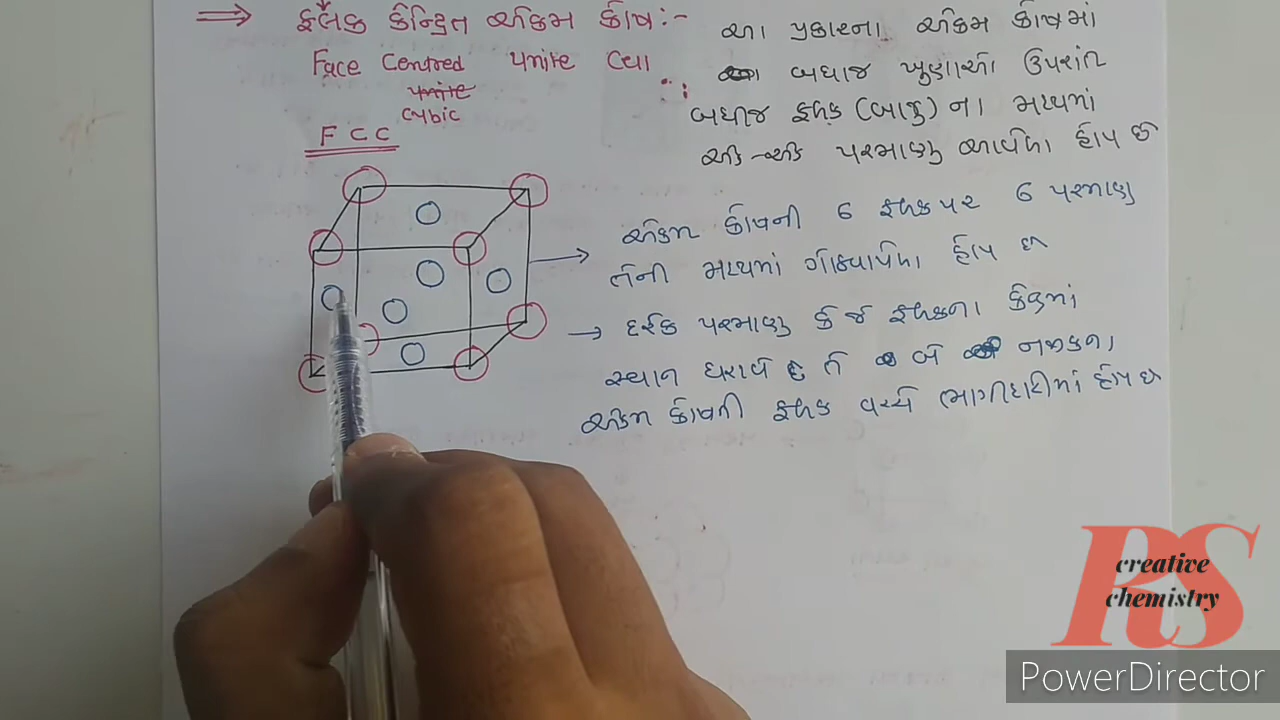 ⇒ ફલક કેન્દ્રિત એકમ કોષ :-
Face Centred unite Cell
unite
cubic
FCC
આ પ્રકારના એકમ કોષમાં
બધાજ ખુણાઓ ઉપરાંત
બધાજ ફલક (બાજુ) ના મધ્યમાં
એક-એક પરમાણુ આવેલા હોય છે
→ એકમ કોષની 6 ફલક પર 6 પરમાણુ
તેની મધ્યમાં ગોઠવાયેલા હોય છે
→ દરેક પરમાણુ કે જે ફલકના કેન્દ્રમાં
સ્થાન ધરાવે છે તે બે નજીકના
એકમ કોષની ફલક વચ્ચે ભાગીદારીમાં હોય છે
RS
creative
chemistry
PowerDirector